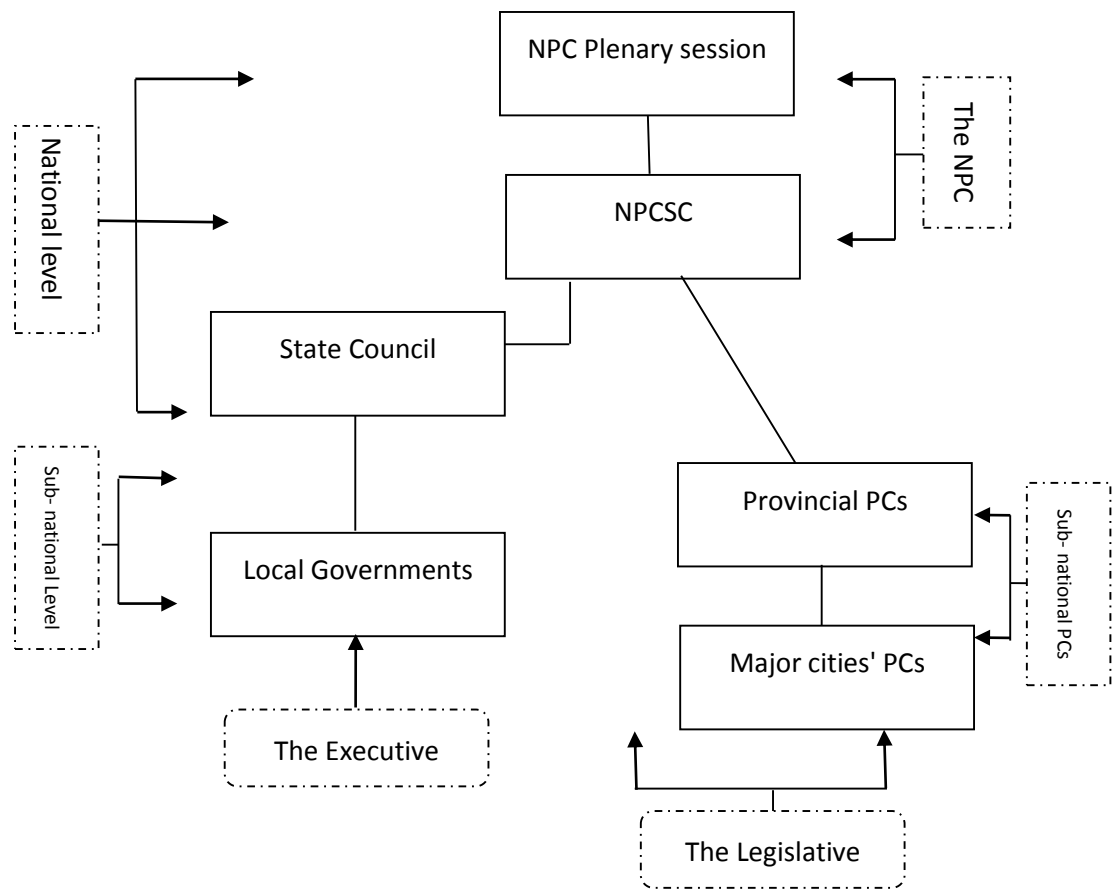 NPC Plenary session
The NPC
National level
NPCSC
State Council
Sub- national Level
Provincial PCs
Sub- national PCs
Local Governments
Major cities' PCs
The Executive
The Legislative